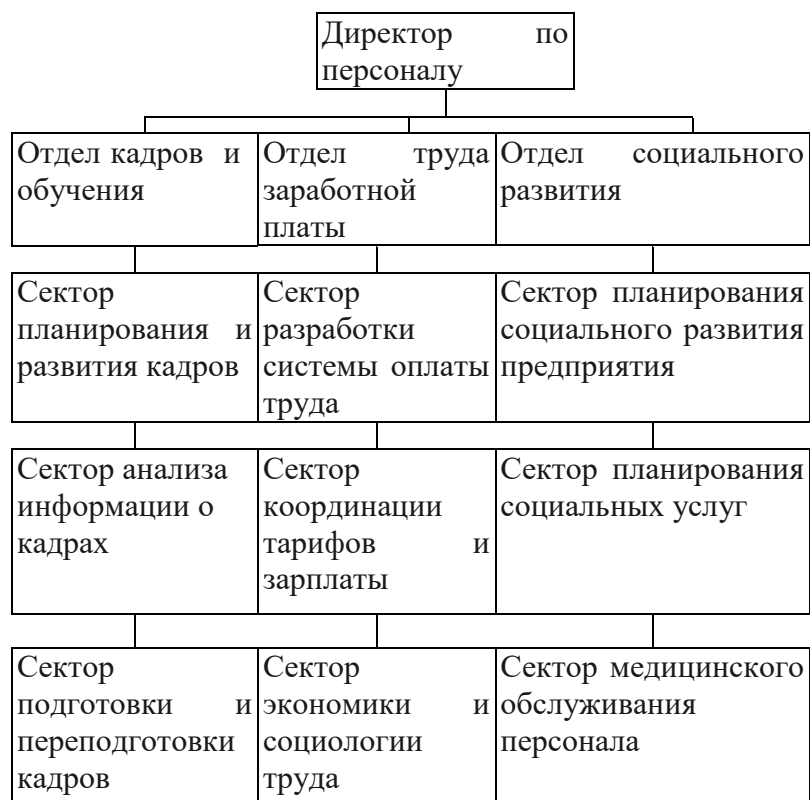 Директор по
персоналу
Отдел кадров и
обучения
Отдел труда
заработной
платы
Отдел социального
развития
Сектор
планирования и
развития кадров
Сектор
разработки
системы оплаты
труда
Сектор планирования
социального развития
предприятия
Сектор анализа
информации о
кадрах
Сектор
координации
тарифов и
зарплаты
Сектор планирования
социальных услуг
Сектор
подготовки и
переподготовки
кадров
Сектор
экономики и
социологии
труда
Сектор медицинского
обслуживания
персонала